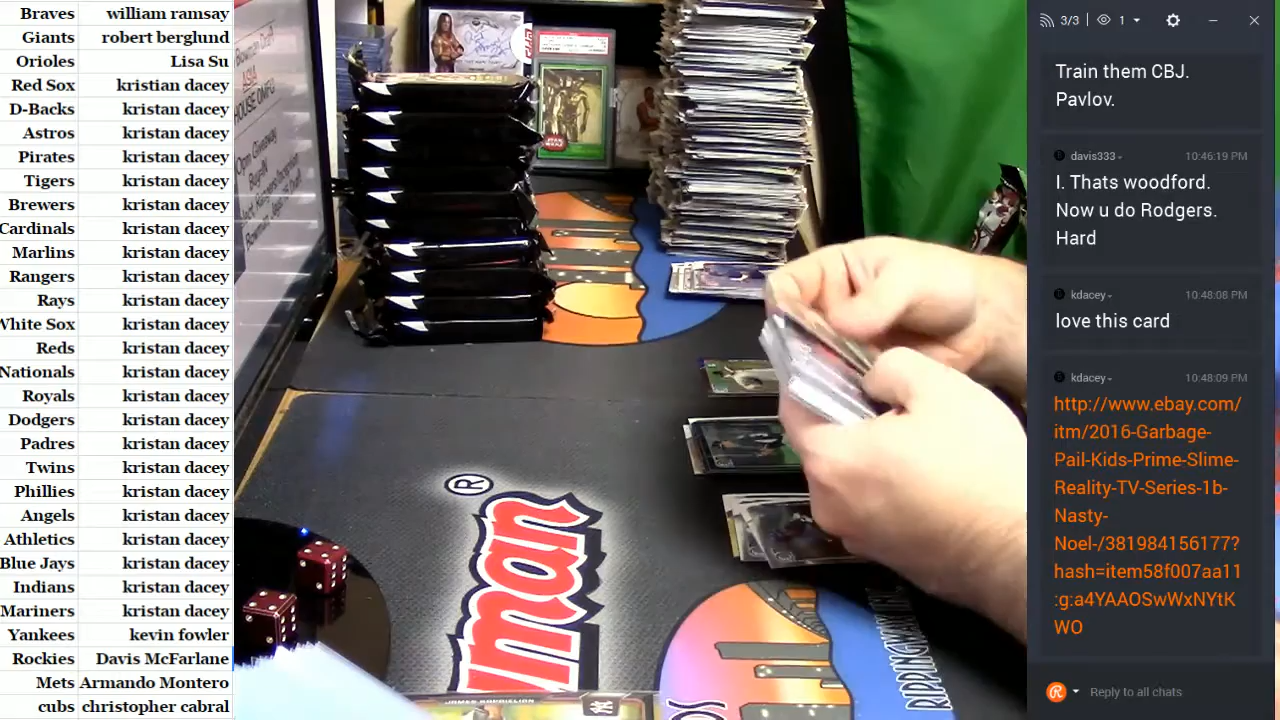 Braves william ramsay
Giants robert berglund
Orioles Lisa Su
Red Sox kristian dacey
D-Backs kristan dacey
Astros kristan dacey
Pirates kristan dacey
Tigers kristan dacey
Brewers kristan dacey
Cardinals kristan dacey
Marlins kristan dacey
Rangers kristan dacey
Rays kristan dacey
White Sox kristan dacey
Reds kristan dacey
Nationals kristan dacey
Royals kristan dacey
Dodgers kristan dacey
Padres kristan dacey
Twins kristan dacey
Phillies kristan dacey
Angels kristan dacey
Athletics kristan dacey
Blue Jays kristan dacey
Indians kristan dacey
Mariners kristan dacey
Yankees kevin fowler
Rockies Davis McFarlane
Mets Armando Montero
cubs christopher cabral
ASIA
HOUSE OMFG
®
man
RIPPINGWA
3/3 1
Train them CBJ.
Pavlov.
davis333 10:46:19 PM
I. Thats woodford.
Now u do Rodgers.
Hard
kdacey 10:48:08 PM
love this card
kdacey 10:48:09 PM
http://www.ebay.com/
itm/2016-Garbage-
Pail-Kids-Prime-Slime-
Reality-TV-Series-1b-
Nasty-
Noel-/381984156177?
hash=item58f007aa11
:g:a4YAAOSwWxNYtK
WO
Reply to all chats